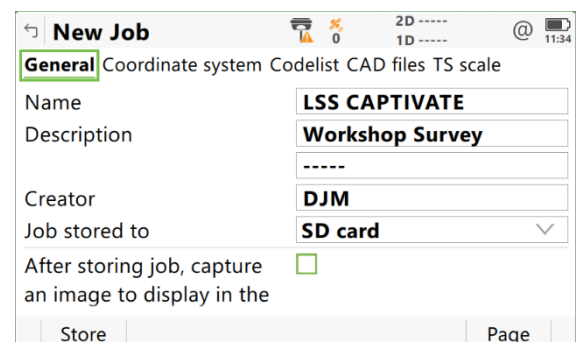 New Job
0
2D -----
1D -----
@
11:34
General Coordinate system Codelist CAD files TS scale
Name LSS CAPTIVATE
Description Workshop Survey
-----
Creator DJM
Job stored to SD card
After storing job, capture
an image to display in the
Store Page